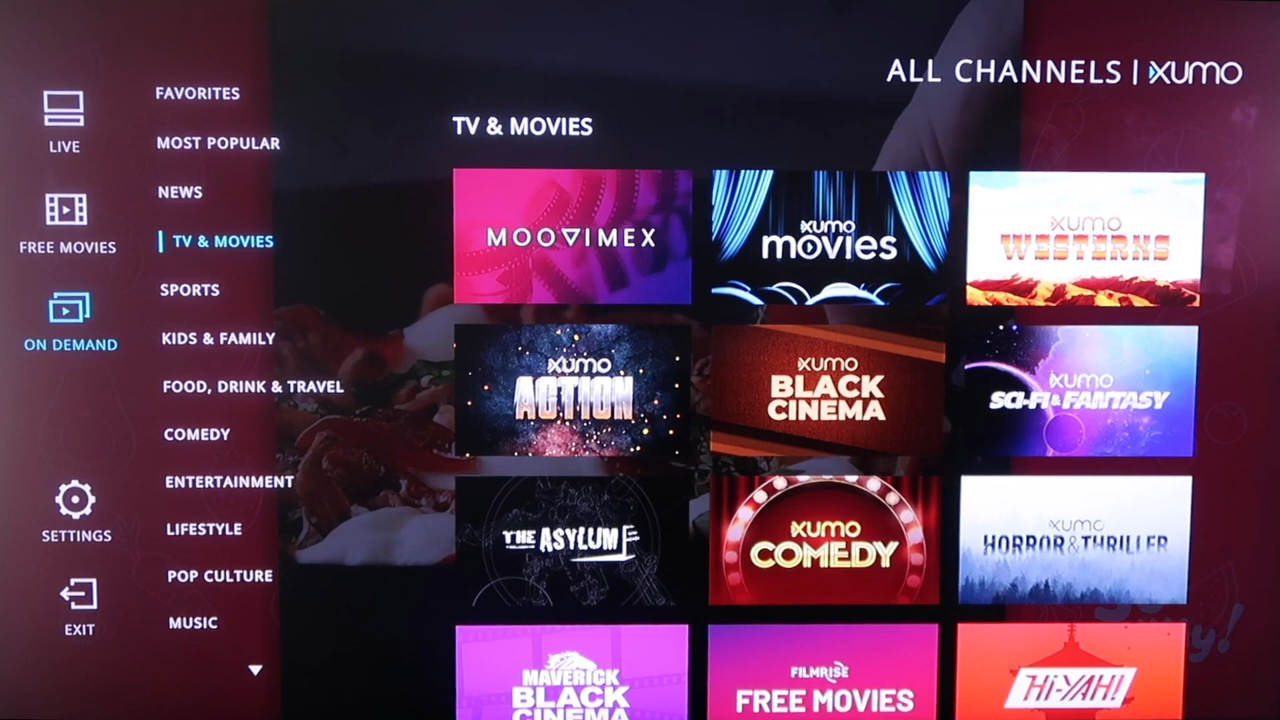 ALL CHANNELS | XUMO
LIVE
FREE MOVIES
ON DEMAND
SETTINGS
EXIT
FAVORITES
MOST POPULAR
NEWS
TV & MOVIES
SPORTS
KIDS & FAMILY
FOOD, DRINK & TRAVEL
COMEDY
ENTERTAINMENT
LIFESTYLE
POP CULTURE
MUSIC
TV & MOVIES
MOOVIMEX
XUMO
movies
XUMO
WESTERNS
XUMO
ACTION
XUMO
BLACK
CINEMA
XUMO
SCI-FI & FANTASY
THE ASYLUM
XUMO
COMEDY
XUMO
HORROR & THRILLER
MAVERICK
BLACK
CINEMA
FILMRISE
FREE MOVIES
HI-YAH!